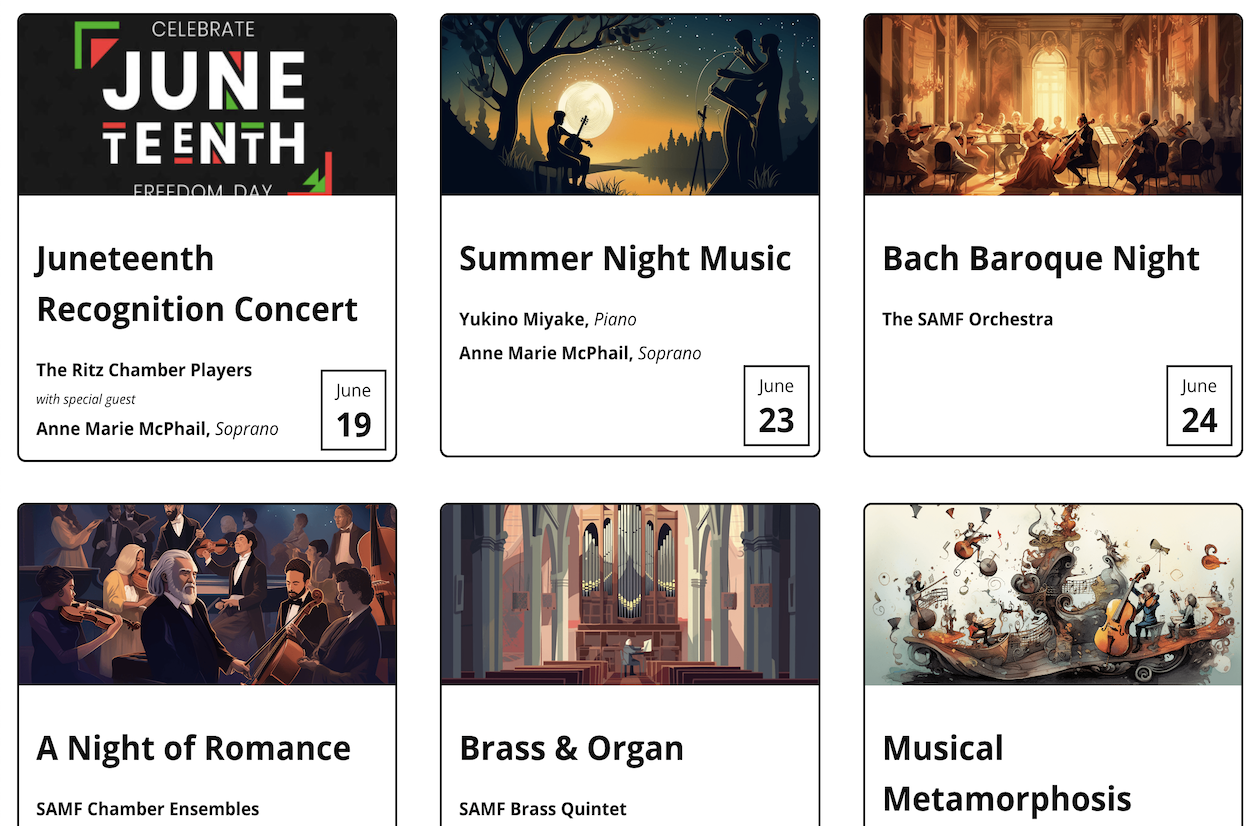 CELEBRATE
JUNE
TEENTH
FREEDOM DAY
Juneteenth
Recognition Concert
The Ritz Chamber Players
with special guest
Anne Marie McPhail, Soprano
June
19
Summer Night Music
Yukino Miyake, Piano
Anne Marie McPhail, Soprano
June
23
Bach Baroque Night
The SAMF Orchestra
June
24
A Night of Romance
SAMF Chamber Ensembles
Brass & Organ
SAMF Brass Quintet
Musical
Metamorphosis